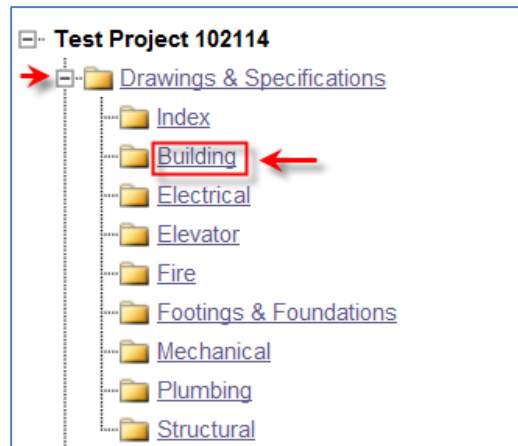 Test Project 102114
Drawings & Specifications
Index
Building
Electrical
Elevator
Fire
Footings & Foundations
Mechanical
Plumbing
Structural